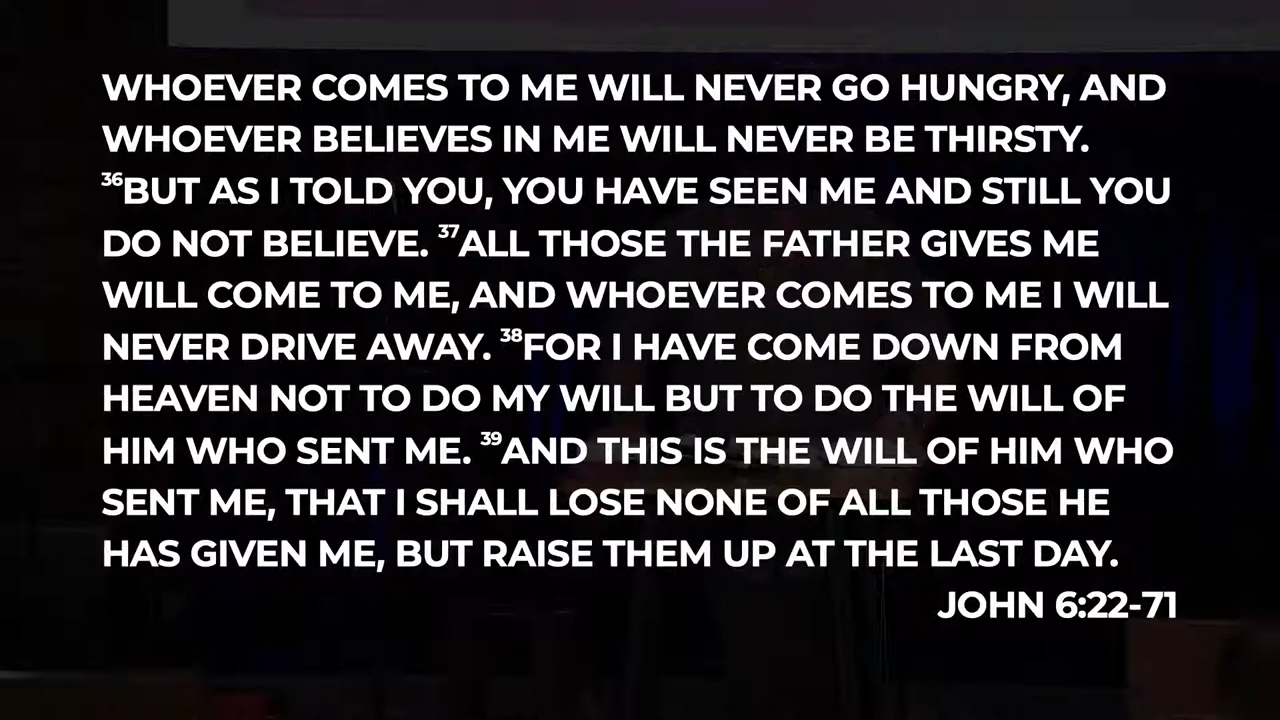 WHOEVER COMES TO ME WILL NEVER GO HUNGRY, AND
WHOEVER BELIEVES IN ME WILL NEVER BE THIRSTY.
³⁶BUT AS I TOLD YOU, YOU HAVE SEEN ME AND STILL YOU
DO NOT BELIEVE. ³⁷ALL THOSE THE FATHER GIVES ME
WILL COME TO ME, AND WHOEVER COMES TO ME I WILL
NEVER DRIVE AWAY. ³⁸FOR I HAVE COME DOWN FROM
HEAVEN NOT TO DO MY WILL BUT TO DO THE WILL OF
HIM WHO SENT ME. ³⁹AND THIS IS THE WILL OF HIM WHO
SENT ME, THAT I SHALL LOSE NONE OF ALL THOSE HE
HAS GIVEN ME, BUT RAISE THEM UP AT THE LAST DAY.
JOHN 6:22-71